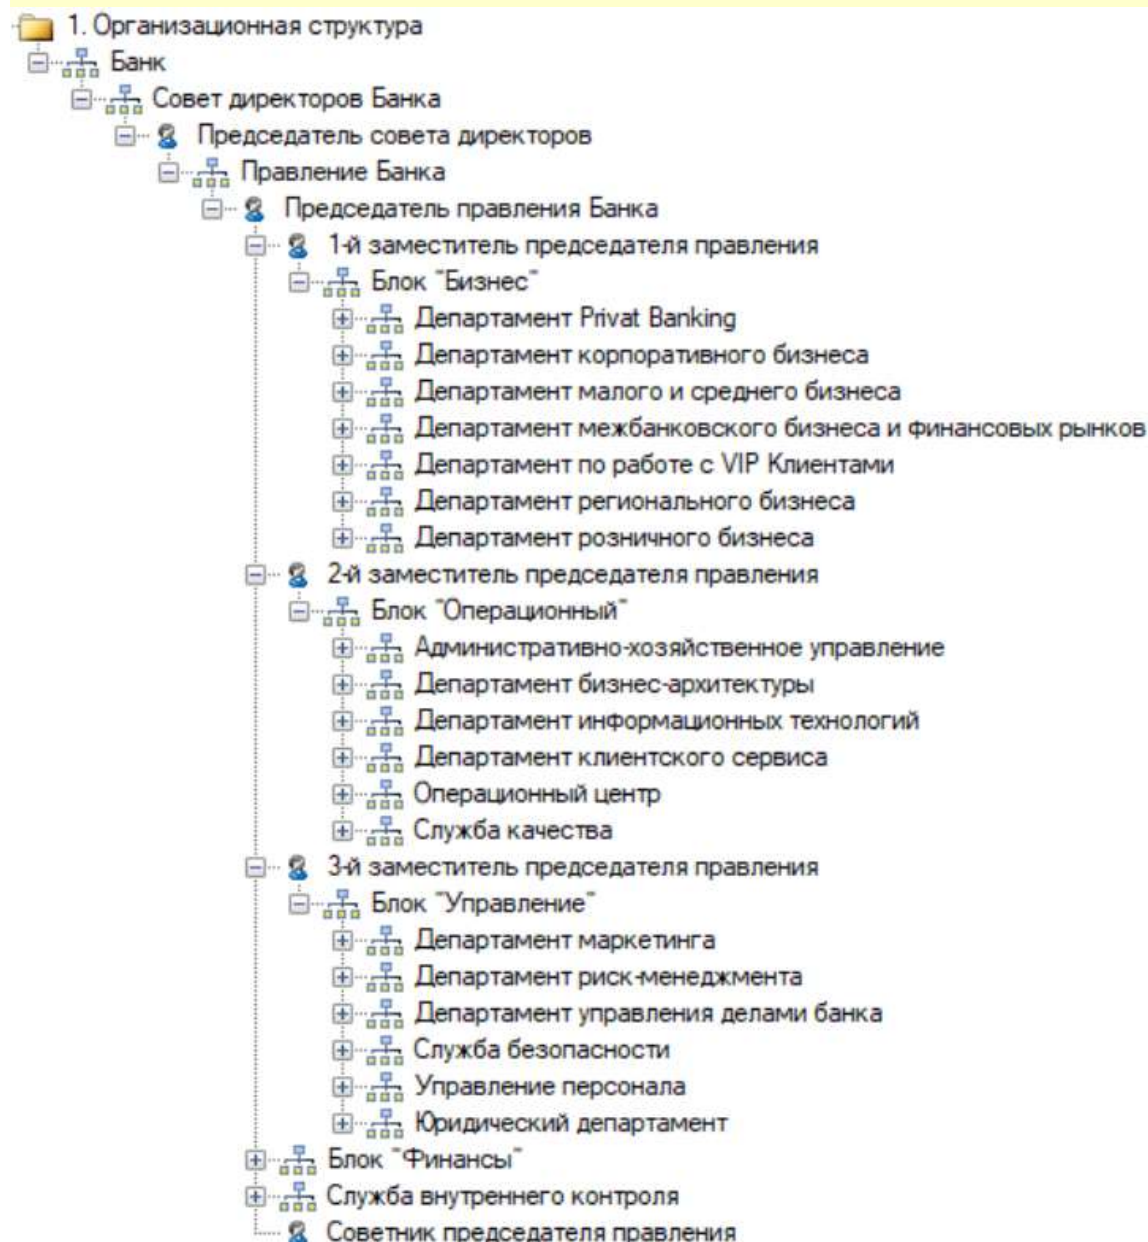 1. Организационная структура
Банк
Совет директоров Банка
Председатель совета директоров
Правление Банка
Председатель правления Банка
1-й заместитель председателя правления
Блок "Бизнес"
Департамент Privat Banking
Департамент корпоративного бизнеса
Департамент малого и среднего бизнеса
Департамент межбанковского бизнеса и финансовых рынков
Департамент по работе с VIP Клиентами
Департамент регионального бизнеса
Департамент розничного бизнеса
2-й заместитель председателя правления
Блок "Операционный"
Административно-хозяйственное управление
Департамент бизнес-архитектуры
Департамент информационных технологий
Департамент клиентского сервиса
Операционный центр
Служба качества
3-й заместитель председателя правления
Блок "Управление"
Департамент маркетинга
Департамент риск-менеджмента
Департамент управления делами банка
Служба безопасности
Управление персонала
Юридический департамент
Блок "Финансы"
Служба внутреннего контроля
Советник председателя правления